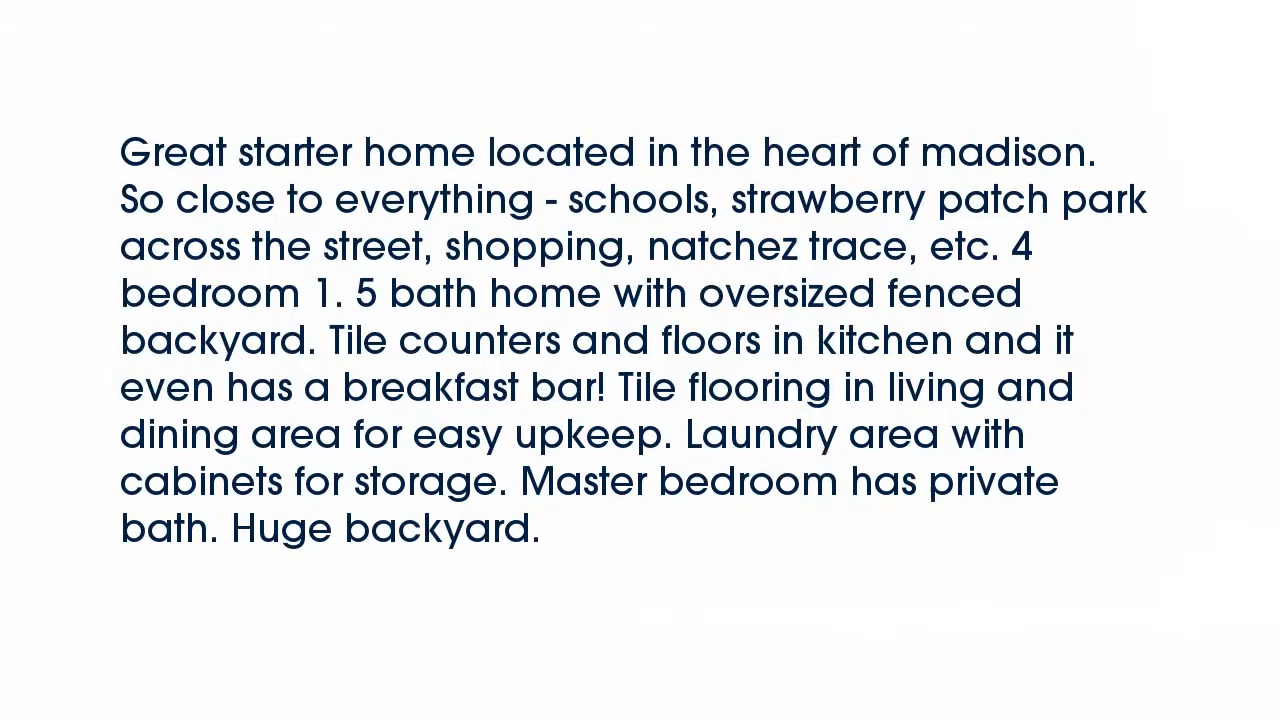 Great starter home located in the heart of madison.
So close to everything - schools, strawberry patch park
across the street, shopping, natchez trace, etc. 4
bedroom 1. 5 bath home with oversized fenced
backyard. Tile counters and floors in kitchen and it
even has a breakfast bar! Tile flooring in living and
dining area for easy upkeep. Laundry area with
cabinets for storage. Master bedroom has private
bath. Huge backyard.